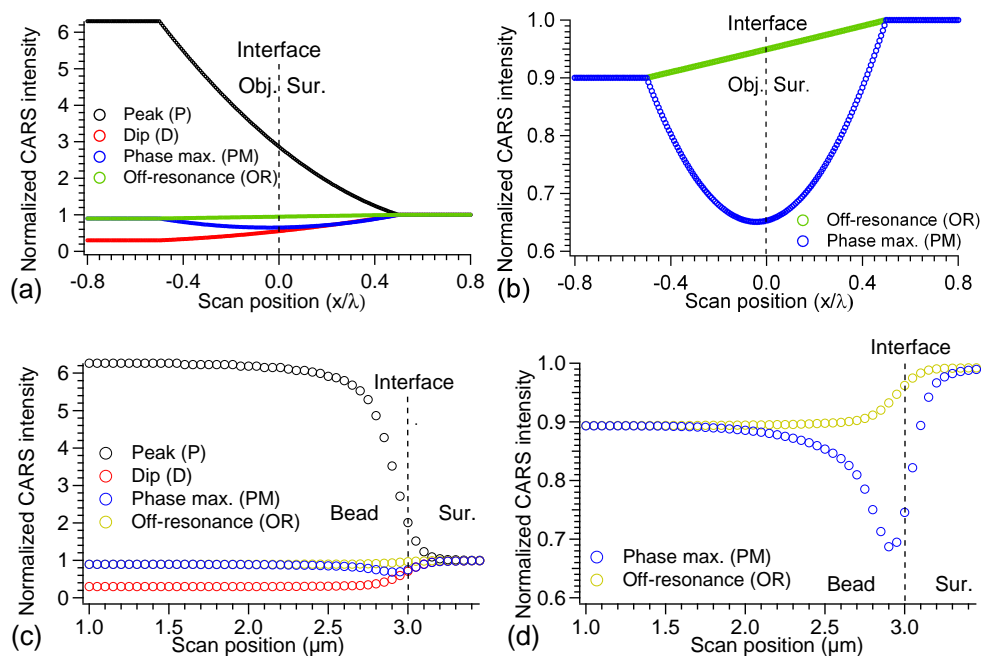 Normalized CARS intensity
6
5
4
3
2
1
0
Interface
Obj. Sur.
Peak (P)
Dip (D)
Phase max. (PM)
Off-resonance (OR)
-0.8 -0.4 0.0 0.4 0.8
Scan position (x/λ)
(a)
Normalized CARS intensity
1.0
0.9
0.8
0.7
0.6
Interface
Obj. Sur.
Off-resonance (OR)
Phase max. (PM)
-0.8 -0.4 0.0 0.4 0.8
Scan position (x/λ)
(b)
Normalized CARS intensity
6
5
4
3
2
1
0
Interface
Peak (P)
Dip (D)
Phase max. (PM)
Off-resonance (OR)
Bead Sur.
1.0 1.5 2.0 2.5 3.0
Scan position (µm)
(c)
Normalized CARS intensity
1.0
0.9
0.8
0.7
0.6
Interface
Phase max. (PM)
Off-resonance (OR)
Bead Sur.
1.0 1.5 2.0 2.5 3.0
Scan position (µm)
(d)